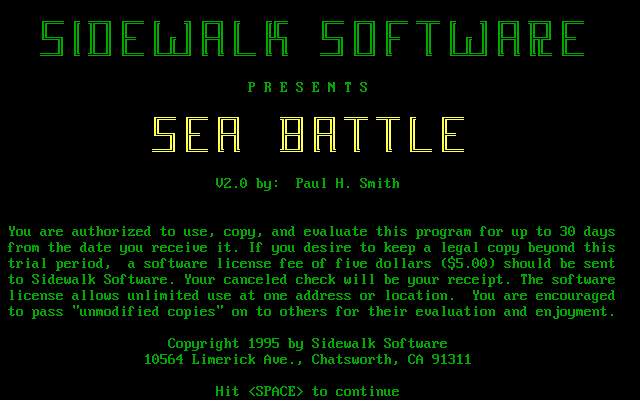 SIDEWALK SOFTWARE
PRESENTS
SEA BATTLE
V2.0 by:  Paul H. Smith
You are authorized to use, copy, and evaluate this program for up to 30 days
from the date you receive it. If you desire to keep a legal copy beyond this
trial period,  a software license fee of five dollars ($5.00) should be sent
to Sidewalk Software. Your canceled check will be your receipt. The software
license allows unlimited use at one address or location.  You are encouraged
to pass "unmodified copies" on to others for their evaluation and enjoyment.
Copyright 1995 by Sidewalk Software
10564 Limerick Ave., Chatsworth, CA 91311
Hit <SPACE> to continue